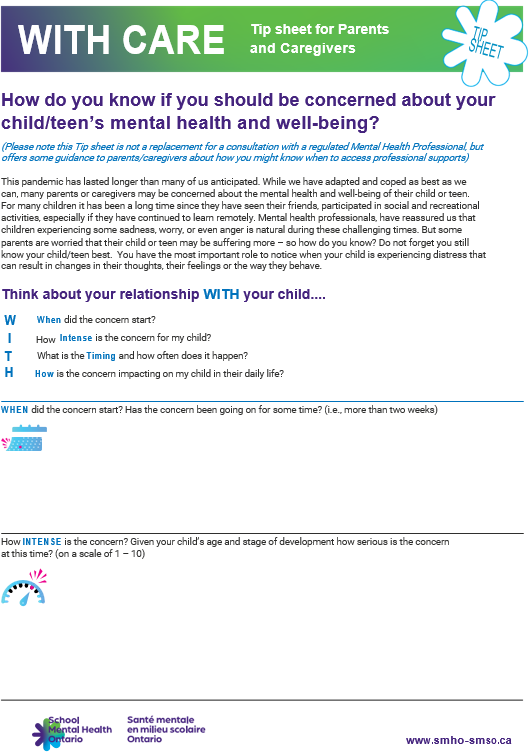 WITH CARE
Tip sheet for Parents
and Caregivers
TIP
SHEET
How do you know if you should be concerned about your
child/teen's mental health and well-being?
(Please note this Tip sheet is not a replacement for a consultation with a regulated Mental Health Professional, but
offers some guidance to parents/caregivers about how you might know when to access professional supports)
This pandemic has lasted longer than many of us anticipated. While we have adapted and coped as best as we
can, many parents or caregivers may be concerned about the mental health and well-being of their child or teen.
For many children it has been a long time since they have seen their friends, participated in social and recreational
activities, especially if they have continued to learn remotely. Mental health professionals, have reassured us that
children experiencing some sadness, worry, or even anger is natural during these challenging times. But some
parents are worried that their child or teen may be suffering more – so how do you know? Do not forget you still
know your child/teen best. You have the most important role to notice when your child is experiencing distress that
can result in changes in their thoughts, their feelings or the way they behave.
Think about your relationship WITH your child....
W When did the concern start?
I How Intense is the concern for my child?
T What is the Timing and how often does it happen?
H How is the concern impacting on my child in their daily life?
WHEN did the concern start? Has the concern been going on for some time? (i.e., more than two weeks)
How INTENSE is the concern? Given your child's age and stage of development how serious is the concern
at this time? (on a scale of 1 – 10)
School
Mental Health
Ontario
Santé mentale
en milieu scolaire
Ontario
www.smho-smso.ca